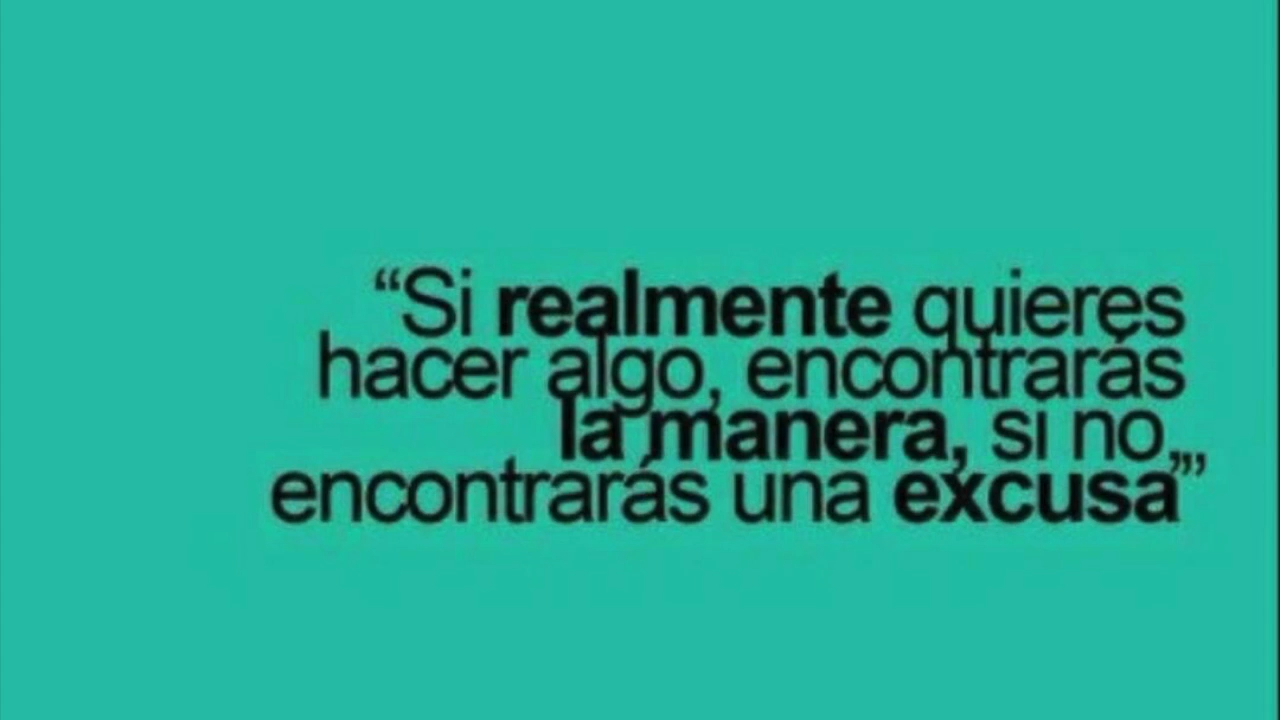 “Si realmente quieres
hacer algo, encontrarás
la manera, si no,,,
encontrarás una excusa”